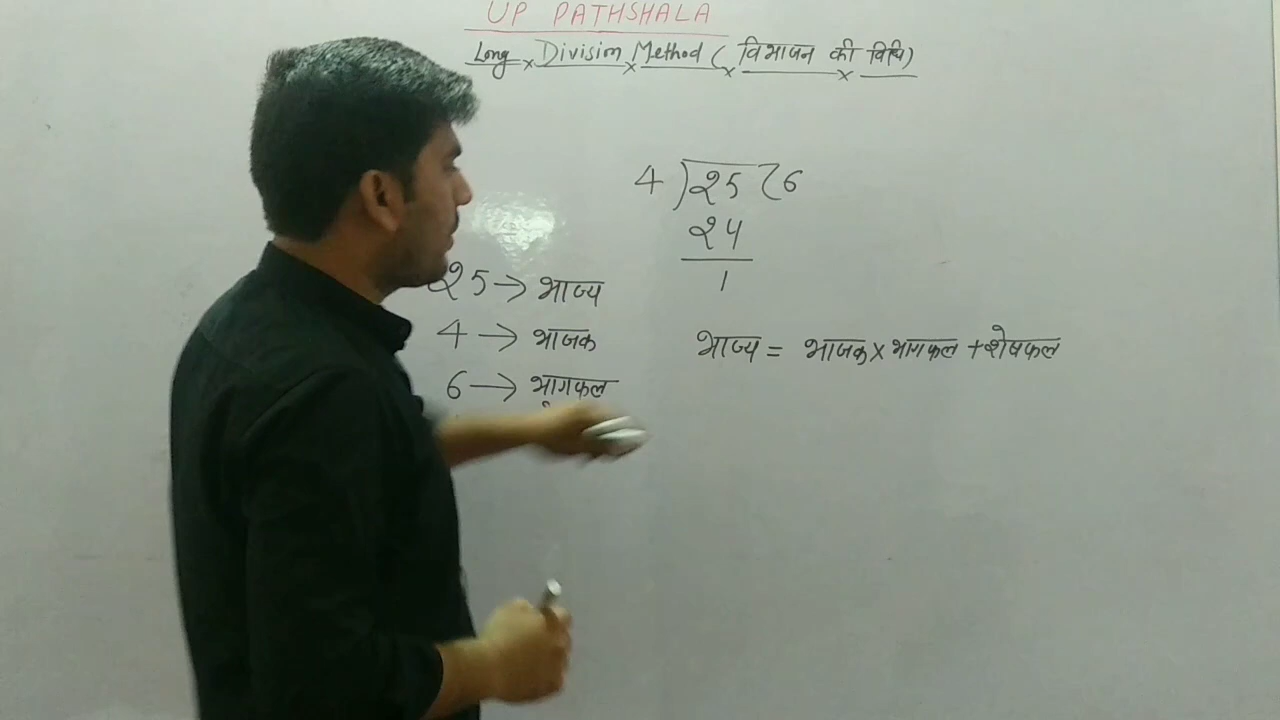 UP PATHSHALA
Long Division Method (विभाजन की विधि)
4)25(6
24
1
25→ भाज्य
4 → भाजक
6 → भागफल
भाज्य = भाजक × भागफल + शेषफल